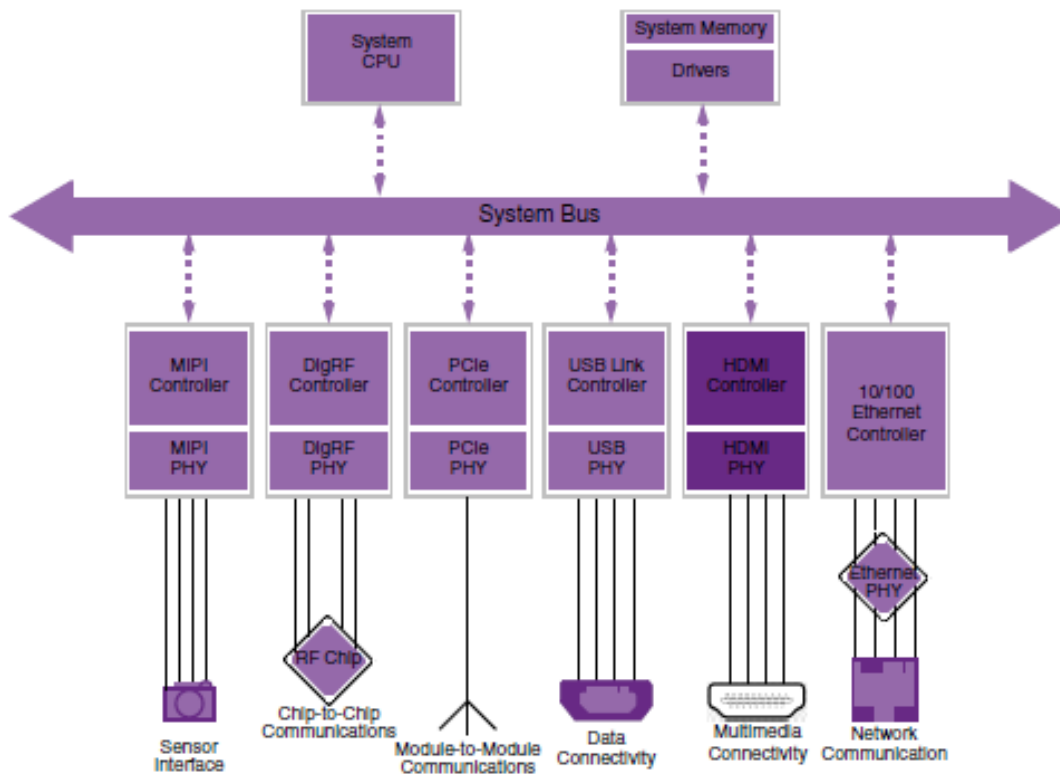 System
CPU
System Memory
Drivers
System Bus
MIPI
Controller
MIPI
PHY
DigRF
Controller
DigRF
PHY
PCIe
Controller
PCIe
PHY
USB Link
Controller
USB
PHY
HDMI
Controller
HDMI
PHY
10/100
Ethernet
Controller
Ethernet
PHY
RF Chip
Sensor
Interface
Chip-to-Chip
Communications
Module-to-Module
Communications
Data
Connectivity
Multimedia
Connectivity
Network
Communication